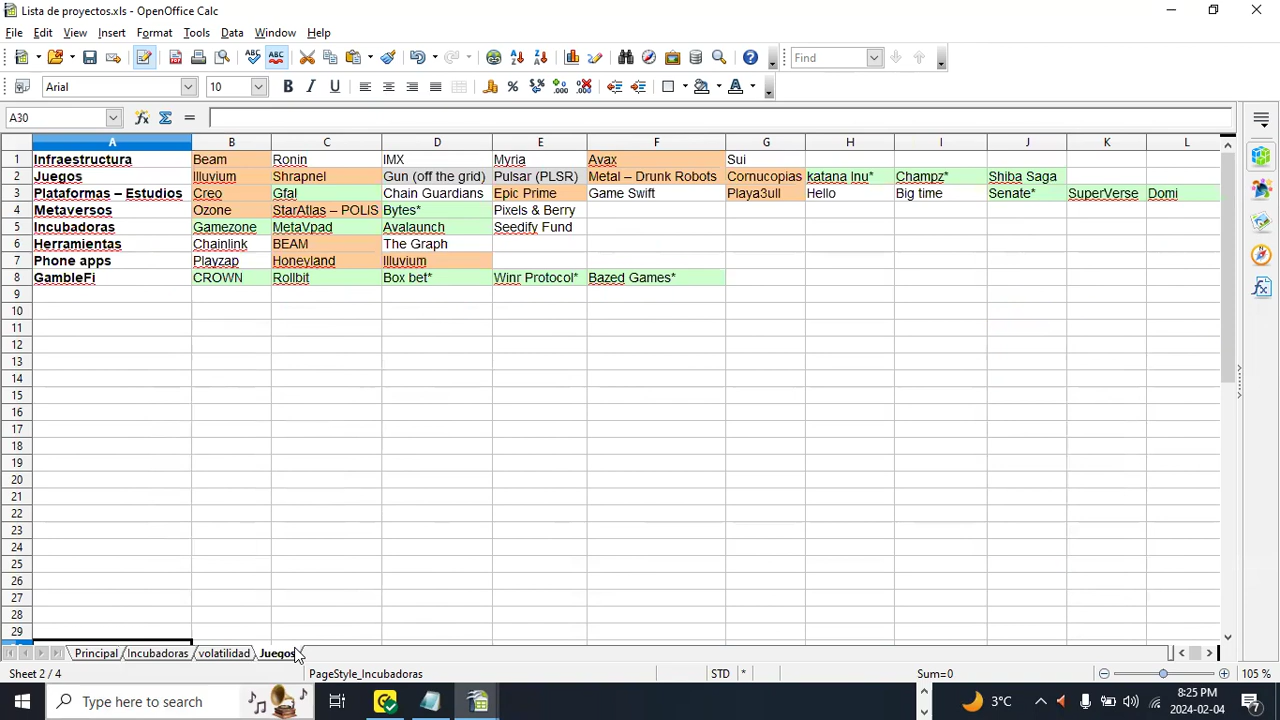 Lista de proyectos.xls - OpenOffice Calc
File Edit View Insert Format Tools Data Window Help
ABC ABC Find
Arial 10 B I U
A30
A B C D E F G H I J K L
1 Infraestructura Beam Ronin IMX Myria Avax Sui
2 Juegos Illuvium Shrapnel Gun (off the grid) Pulsar (PLSR) Metal – Drunk Robots Cornucopias katana Inu* Champz* Shiba Saga
3 Plataformas – Estudios Creo Gfal Chain Guardians Epic Prime Game Swift Playa3ull Hello Big time Senate* SuperVerse Domi
4 Metaversos Ozone StarAtlas – POLIS Bytes* Pixels & Berry
5 Incubadoras Gamezone MetaVpad Avalaunch Seedify Fund
6 Herramientas Chainlink BEAM The Graph
7 Phone apps Playzap Honeyland Illuvium
8 GambleFi CROWN Rollbit Box bet* Winr Protocol* Bazed Games*
9
10
11
12
13
14
15
16
17
18
19
20
21
22
23
24
25
26
27
28
29
Principal Incubadoras volatilidad Juegos
Sheet 2 / 4 PageStyle_Incubadoras STD * Sum=0 105 %
Type here to search 3°C 8:25 PM
2024-02-04 7